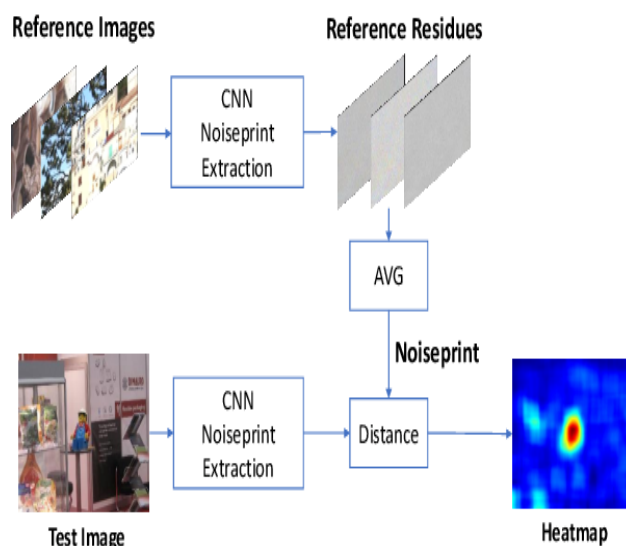 Reference Images
Reference Residues
CNN
Noiseprint
Extraction
AVG
Noiseprint
CNN
Noiseprint
Extraction
Distance
Test Image
Heatmap